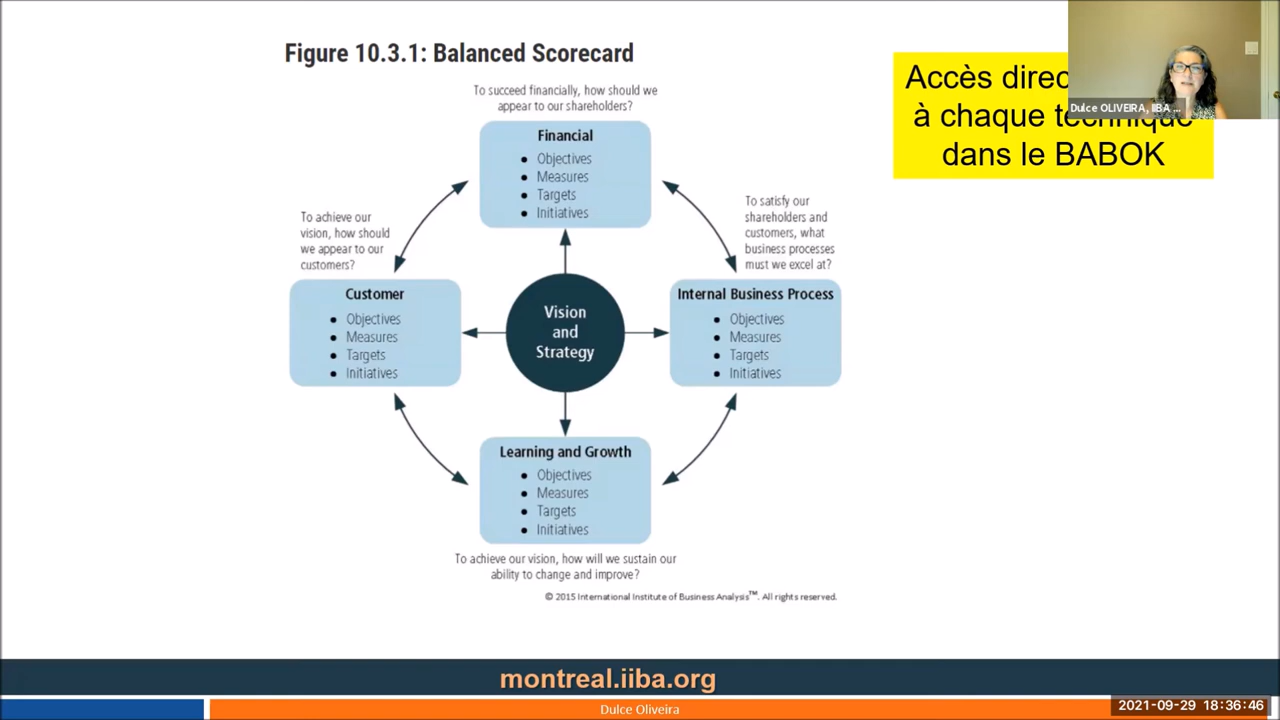 Figure 10.3.1: Balanced Scorecard
To succeed financially, how should we
appear to our shareholders?
Financial
• Objectives
• Measures
• Targets
• Initiatives
To achieve our
vision, how should
we appear to our
customers?
To satisfy our
shareholders and
customers, what
business processes
must we excel at?
Customer
• Objectives
• Measures
• Targets
• Initiatives
Vision
and
Strategy
Internal Business Process
• Objectives
• Measures
• Targets
• Initiatives
Learning and Growth
• Objectives
• Measures
• Targets
• Initiatives
To achieve our vision, how will we sustain our
ability to change and improve?
© 2015 International Institute of Business Analysis™. All rights reserved.
Accès direc
à chaque technique
dans le BABOK
Dulce OLIVEIRA, IIBA ...
montreal.iiba.org
Dulce Oliveira
2021-09-29 18:36:46